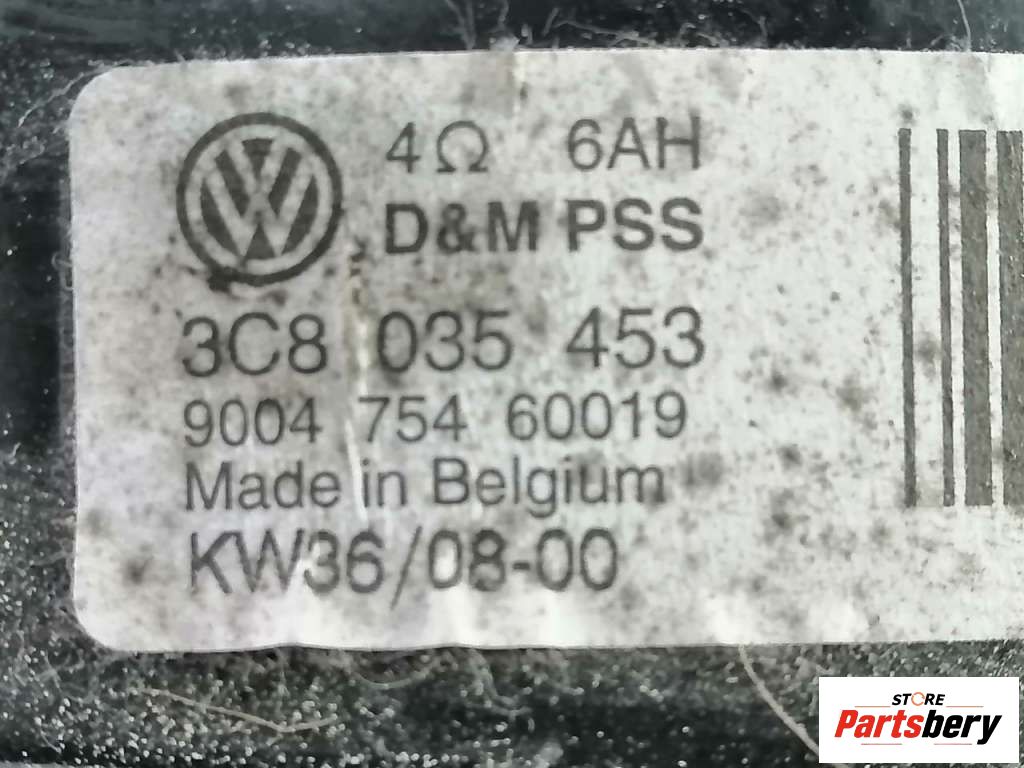 4Ω 6AH
D&M PSS
3C8 035 453
9004 754 60019
Made in Belgium
KW36/08-00
STORE
Partsbery